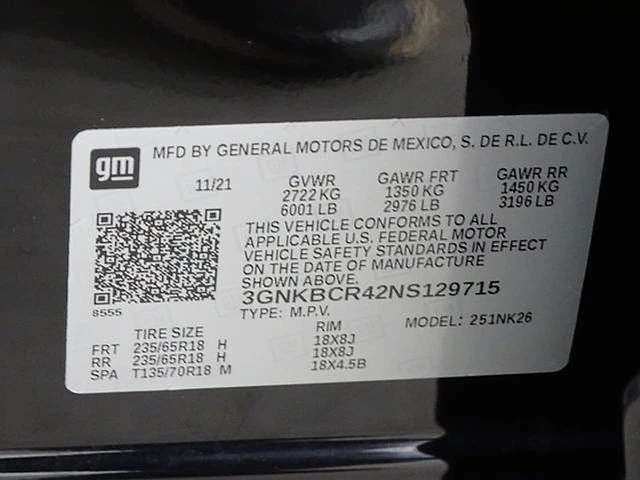 gm
MFD BY GENERAL MOTORS DE MEXICO, S. DE R.L. DE C.V.
11/21 GVWR GAWR FRT GAWR RR
2722 KG 1350 KG 1450 KG
6001 LB 2976 LB 3196 LB
THIS VEHICLE CONFORMS TO ALL
APPLICABLE U.S. FEDERAL MOTOR
VEHICLE SAFETY STANDARDS IN EFFECT
ON THE DATE OF MANUFACTURE
SHOWN ABOVE.
3GNKBCR42NS129715
8555
TYPE: M.P.V. MODEL: 251NK26
TIRE SIZE RIM
FRT 235/65R18 H 18X8J
RR 235/65R18 H 18X8J
SPA T135/70R18 M 18X4.5B